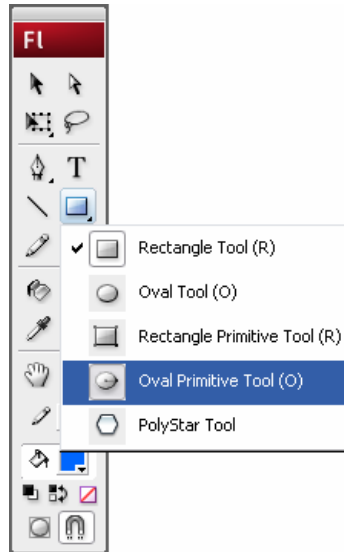 Fl
T
Rectangle Tool (R)
Oval Tool (O)
Rectangle Primitive Tool (R)
Oval Primitive Tool (O)
PolyStar Tool